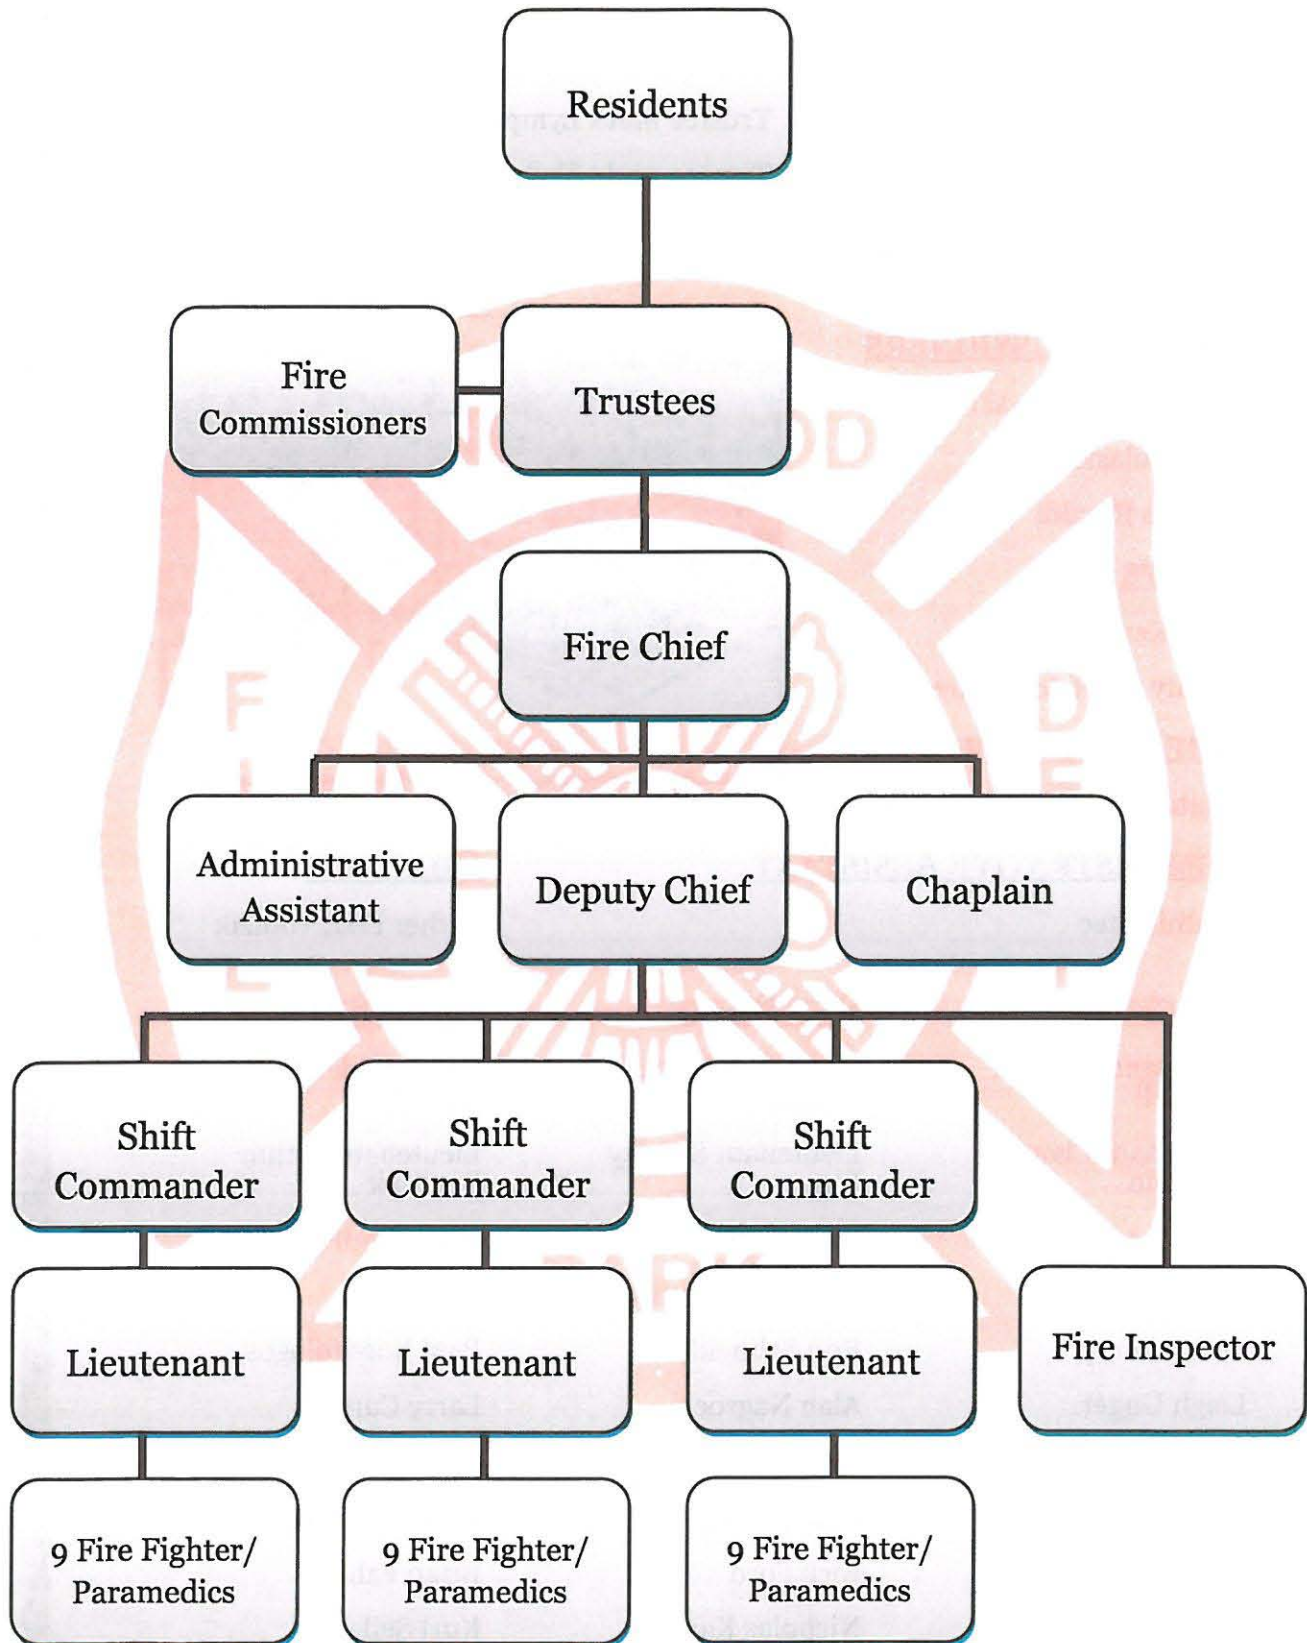 Residents
Fire
Commissioners
Trustees
Fire Chief
Administrative
Assistant
Deputy Chief
Chaplain
Shift
Commander
Shift
Commander
Shift
Commander
Lieutenant
Lieutenant
Lieutenant
Fire Inspector
9 Fire Fighter/
Paramedics
9 Fire Fighter/
Paramedics
9 Fire Fighter/
Paramedics